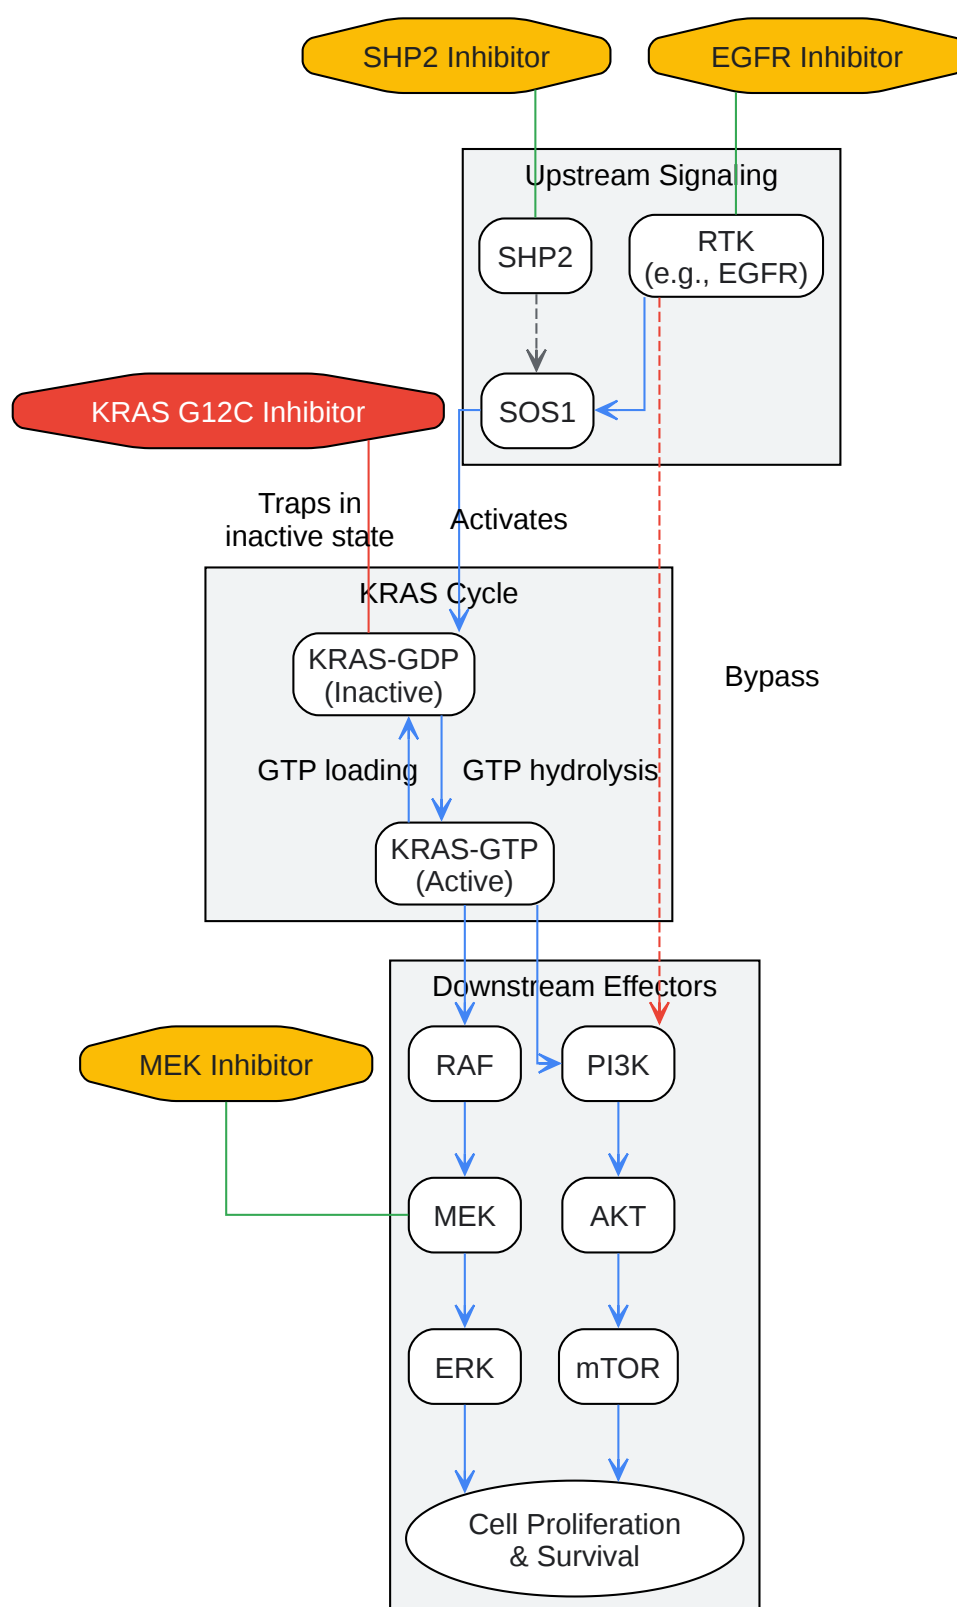 SHP2 Inhibitor
EGFR Inhibitor
Upstream Signaling
SHP2
RTK
(e.g., EGFR)
KRAS G12C Inhibitor
SOS1
Traps in
inactive state
Activates
KRAS Cycle
KRAS-GDP
(Inactive)
Bypass
GTP loading
GTP hydrolysis
KRAS-GTP
(Active)
Downstream Effectors
MEK Inhibitor
RAF
PI3K
MEK
AKT
ERK
mTOR
Cell Proliferation
& Survival